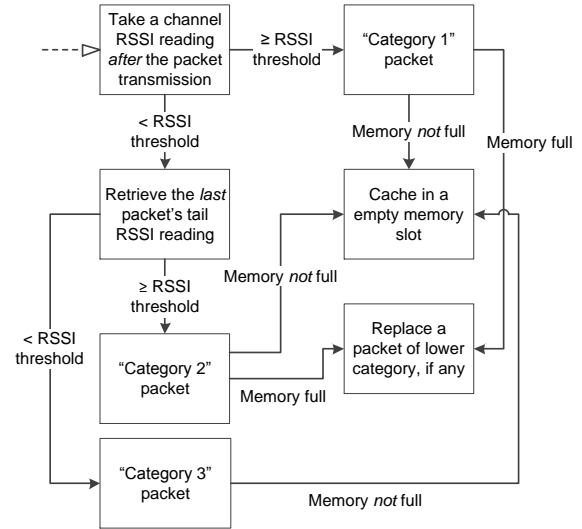 Take a channel
RSSI reading
after the packet
transmission
≥ RSSI
threshold
“Category 1”
packet
< RSSI
threshold
Memory not full
Memory full
Retrieve the last
packet’s tail
RSSI reading
Cache in a
empty memory
slot
≥ RSSI
threshold
Memory not full
< RSSI
threshold
“Category 2”
packet
Replace a
packet of lower
category, if any
Memory full
“Category 3”
packet
Memory not full